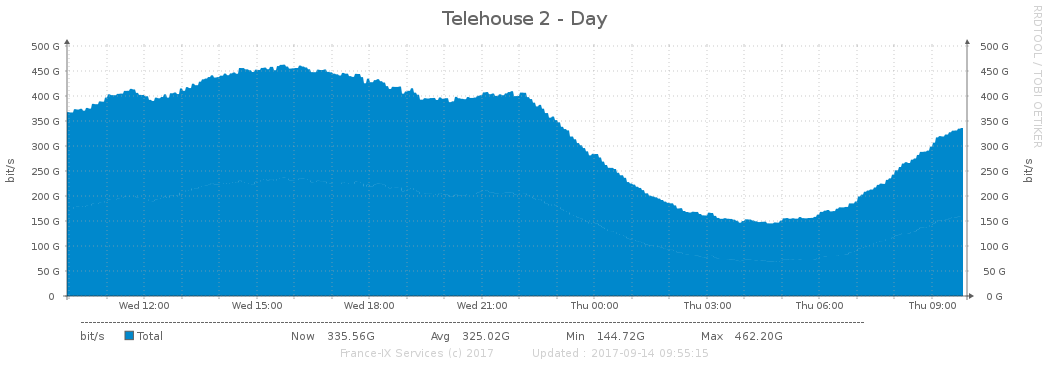 Telehouse 2 - Day
RRDTOOL / TOBI OETIKER
bit/s
500 G 500 G
450 G 450 G
400 G 400 G
350 G 350 G
300 G 300 G
250 G 250 G
200 G 200 G
150 G 150 G
100 G 100 G
50 G 50 G
0 0 G
bit/s
Wed 12:00 Wed 15:00 Wed 18:00 Wed 21:00 Thu 00:00 Thu 03:00 Thu 06:00 Thu 09:00
bit/s Total Now 335.56G Avg 325.02G Min 144.72G Max 462.20G
France-IX Services (c) 2017 Updated : 2017-09-14 09:55:15